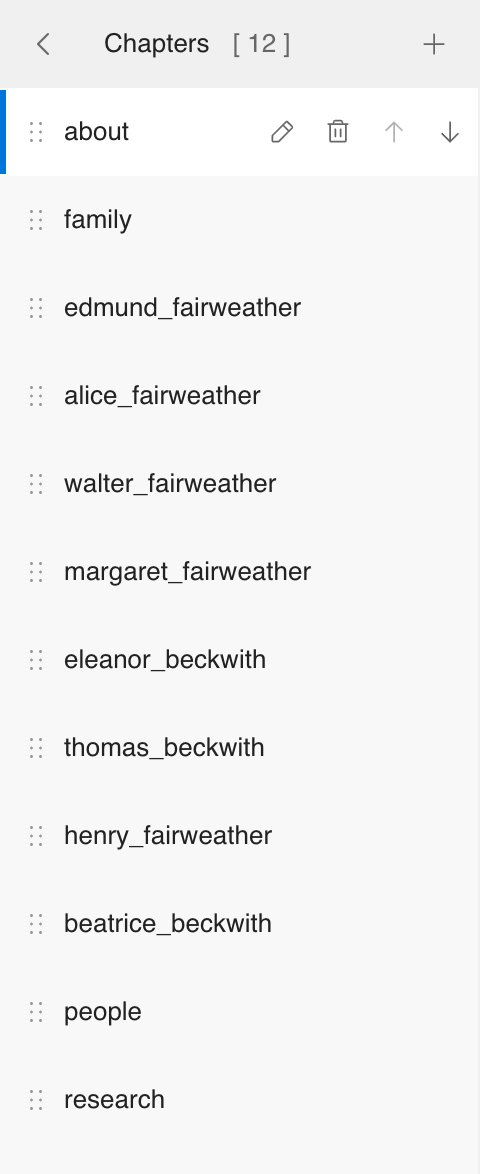 Chapters [ 12 ]
about
family
edmund_fairweather
alice_fairweather
walter_fairweather
margaret_fairweather
eleanor_beckwith
thomas_beckwith
henry_fairweather
beatrice_beckwith
people
research